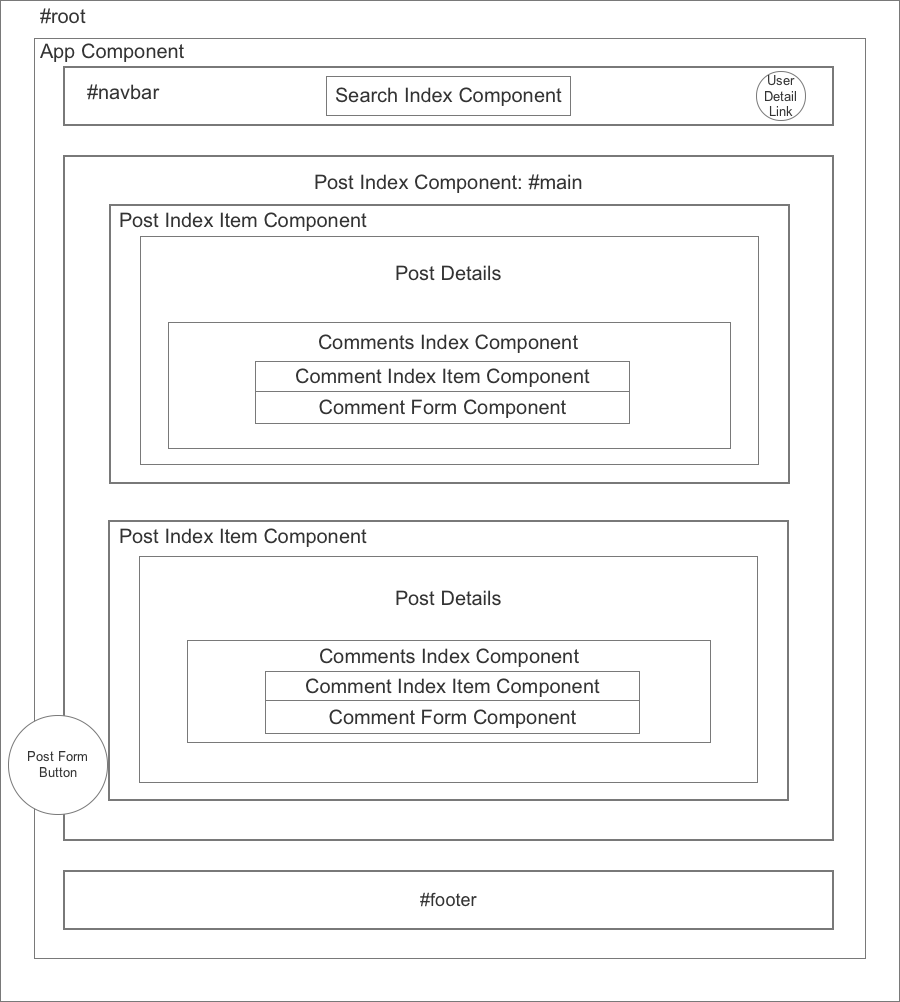 #root
App Component
#navbar
Search Index Component
User
Detail
Link
Post Index Component: #main
Post Index Item Component
Post Details
Comments Index Component
Comment Index Item Component
Comment Form Component
Post Index Item Component
Post Details
Comments Index Component
Comment Index Item Component
Comment Form Component
Post Form
Button
#footer